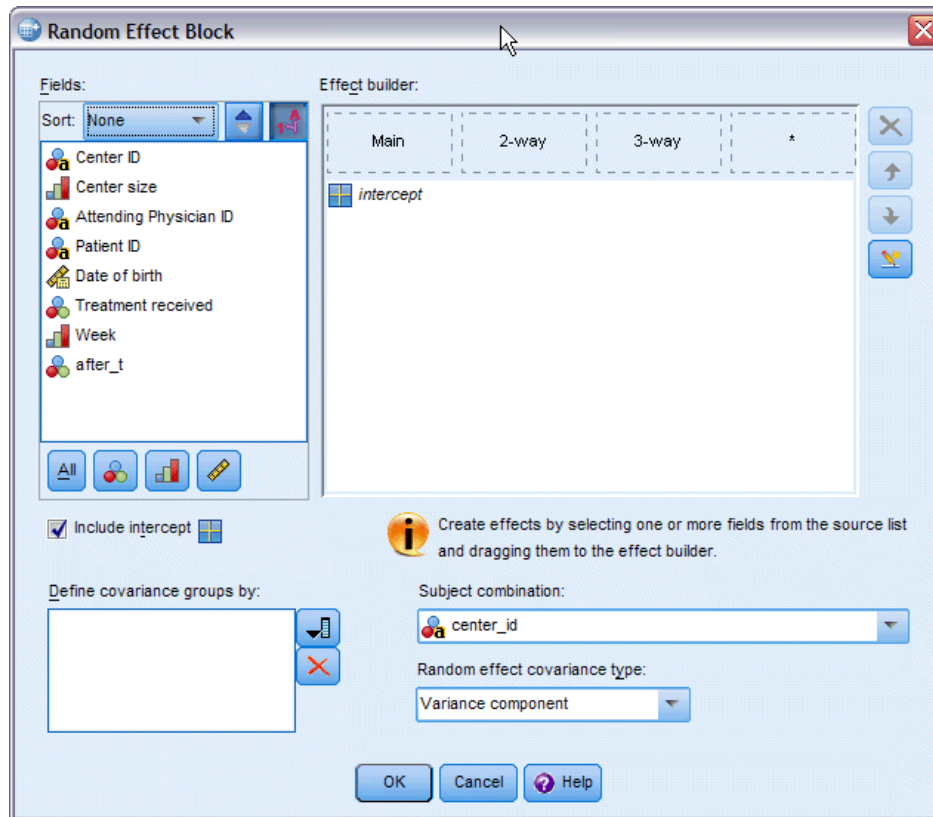 Random Effect Block
Fields:
Effect builder:
Sort: None
Main 2-way 3-way *
Center ID
Center size
Attending Physician ID
Patient ID
Date of birth
Treatment received
Week
after_t
intercept
All
Include intercept
Create effects by selecting one or more fields from the source list
and dragging them to the effect builder.
Define covariance groups by:
Subject combination:
center_id
Random effect covariance type:
Variance component
OK Cancel Help